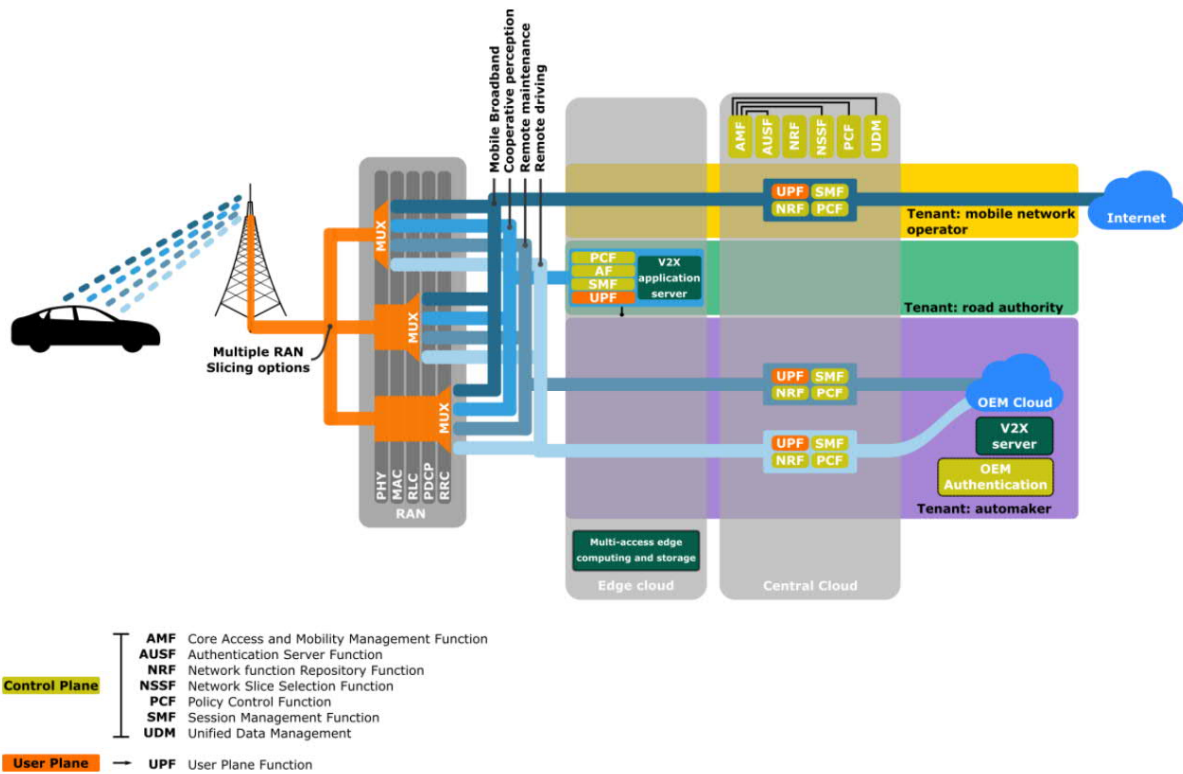 Mobile Broadband
Cooperative perception
Remote maintenance
Remote driving
AMF
AUSF
NRF
NSSF
PCF
UDM
UPF SMF
NRF PCF
Tenant: mobile network
operator
Internet
MUX
PCF
AF
SMF
UPF
V2X
application
server
Tenant: road authority
MUX
Multiple RAN
Slicing options
UPF SMF
NRF PCF
OEM Cloud
MUX
V2X
server
UPF SMF
NRF PCF
OEM
Authentication
Tenant: automaker
PHY
MAC
RLC
PDCP
RRC
RAN
Multi-access edge
computing and storage
Edge cloud
Central Cloud
Control Plane
AMF Core Access and Mobility Management Function
AUSF Authentication Server Function
NRF Network function Repository Function
NSSF Network Slice Selection Function
PCF Policy Control Function
SMF Session Management Function
UDM Unified Data Management
User Plane
UPF User Plane Function